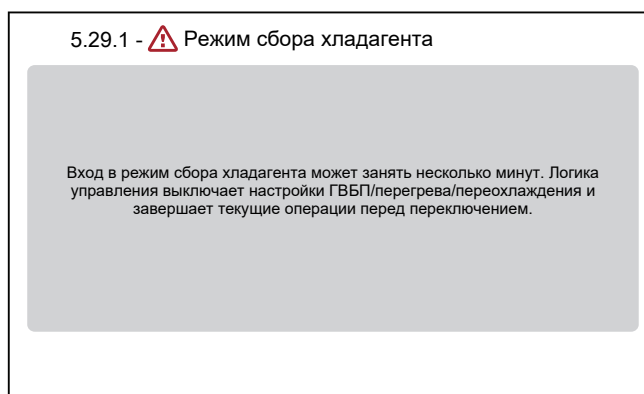 5.29.1 - Режим сбора хладагента
Вход в режим сбора хладагента может занять несколько минут. Логика
управления выключает настройки ГВБП/перегрева/переохлаждения и
завершает текущие операции перед переключением.